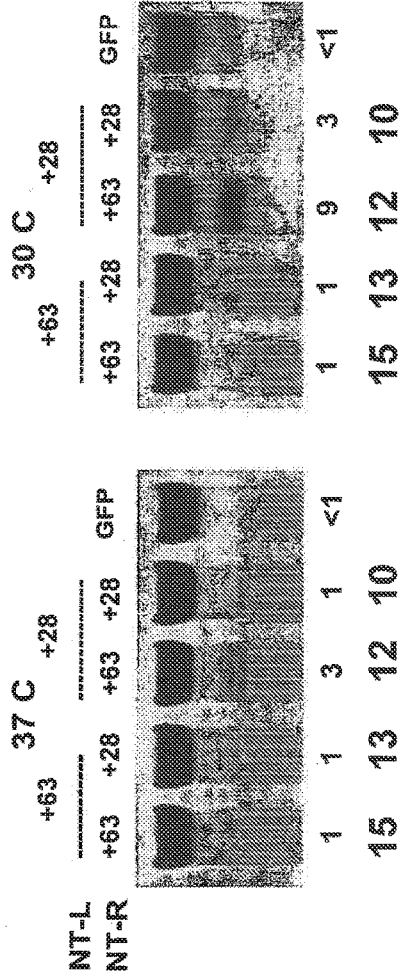 37 C 30 C
NT-L +63 +28 +63 +28
NT-R +63 +28 +63 +28 GFP +63 +28 +63 +28 GFP
1 1 3 1 <1 1 1 9 3 <1
15 13 12 10 15 13 12 10